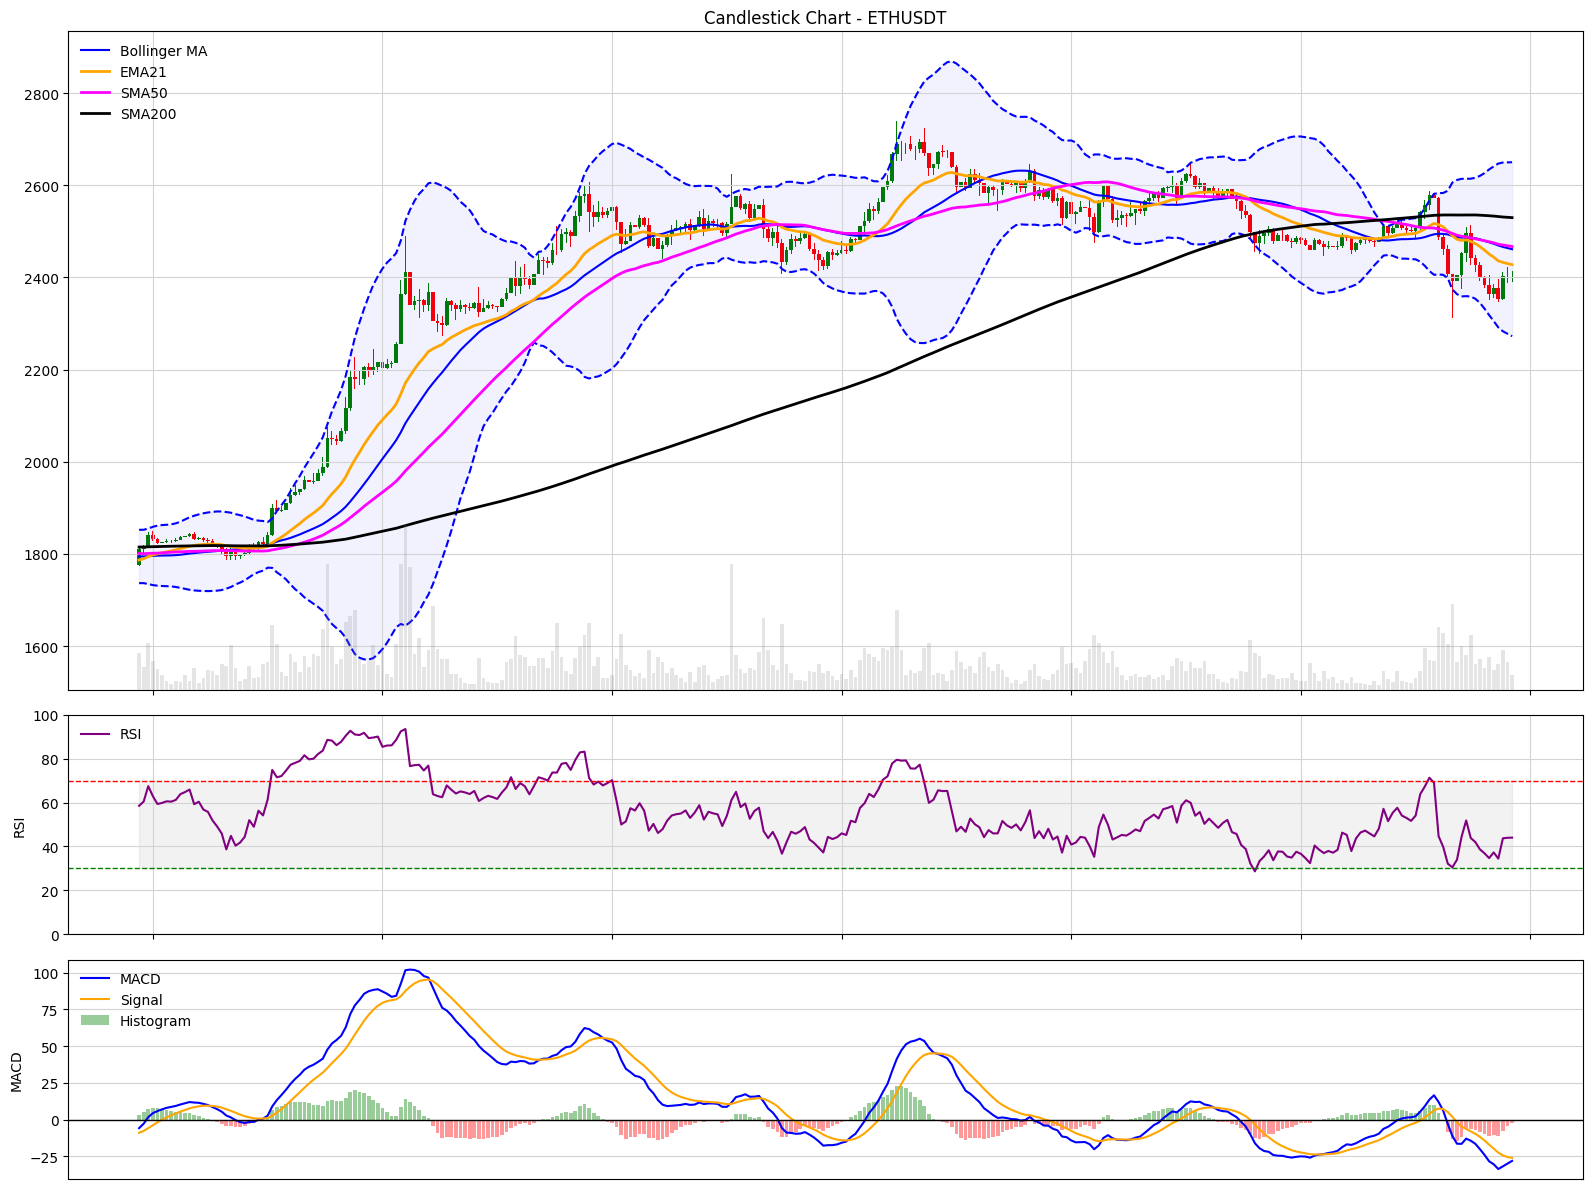 Candlestick Chart - ETHUSDT
Bollinger MA
EMA21
SMA50
SMA200
2800
2600
2400
2200
2000
1800
1600
RSI
100
80
60
40
20
0
RSI
MACD
Signal
Histogram
100
75
50
25
0
−25
MACD